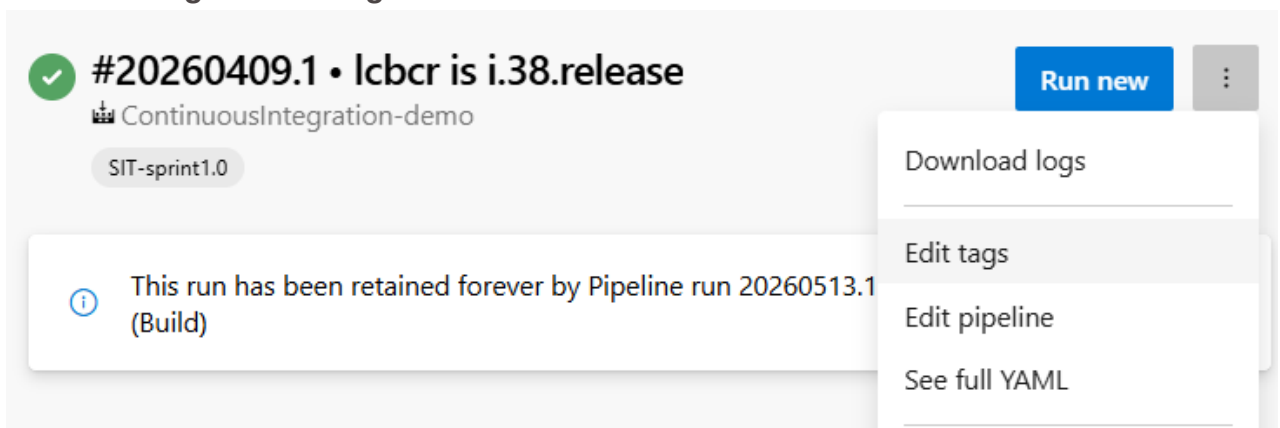 #20260409.1 • lcbcr is i.38.release
ContinuousIntegration-demo
SIT-sprint1.0
Run new
Download logs
Edit tags
Edit pipeline
See full YAML
This run has been retained forever by Pipeline run 20260513.1
(Build)